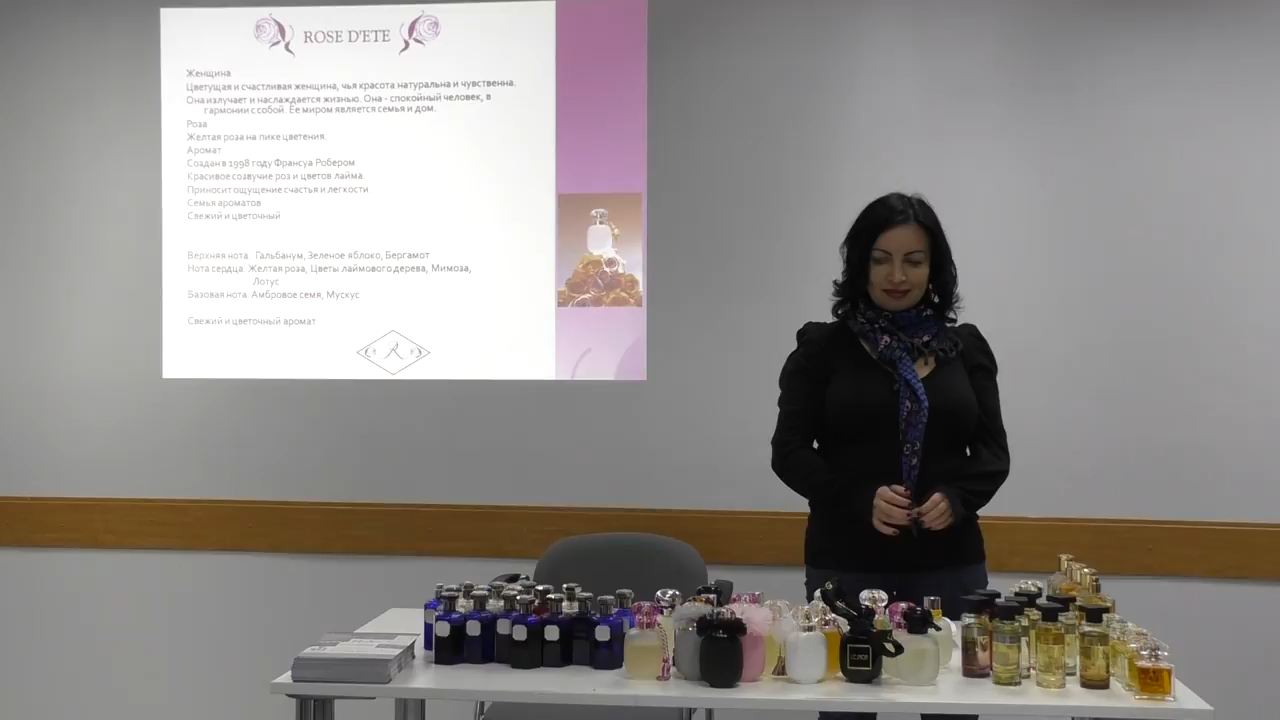 ROSE D'ETE
Женщина
Цветущая и счастливая женщина, чья красота натуральна и чувственна.
Она излучает и наслаждается жизнью. Она - спокойный человек, в
гармонии с собой. Ее миром является семья и дом.
Роза
Желтая роза на пике цветения.
Аромат
Создан в 1998 году Франсуа Робером
Красивое созвучие роз и цветов лайма.
Приносит ощущение счастья и легкости
Семья ароматов
Свежий и цветочный
Верхняя нота: Гальбанум, Зеленое яблоко, Бергамот
Нота сердца: Желтая роза, Цветы лаймового дерева, Мимоза,
Лотус
Базовая нота: Амбровое семя, Мускус
Свежий и цветочный аромат
R